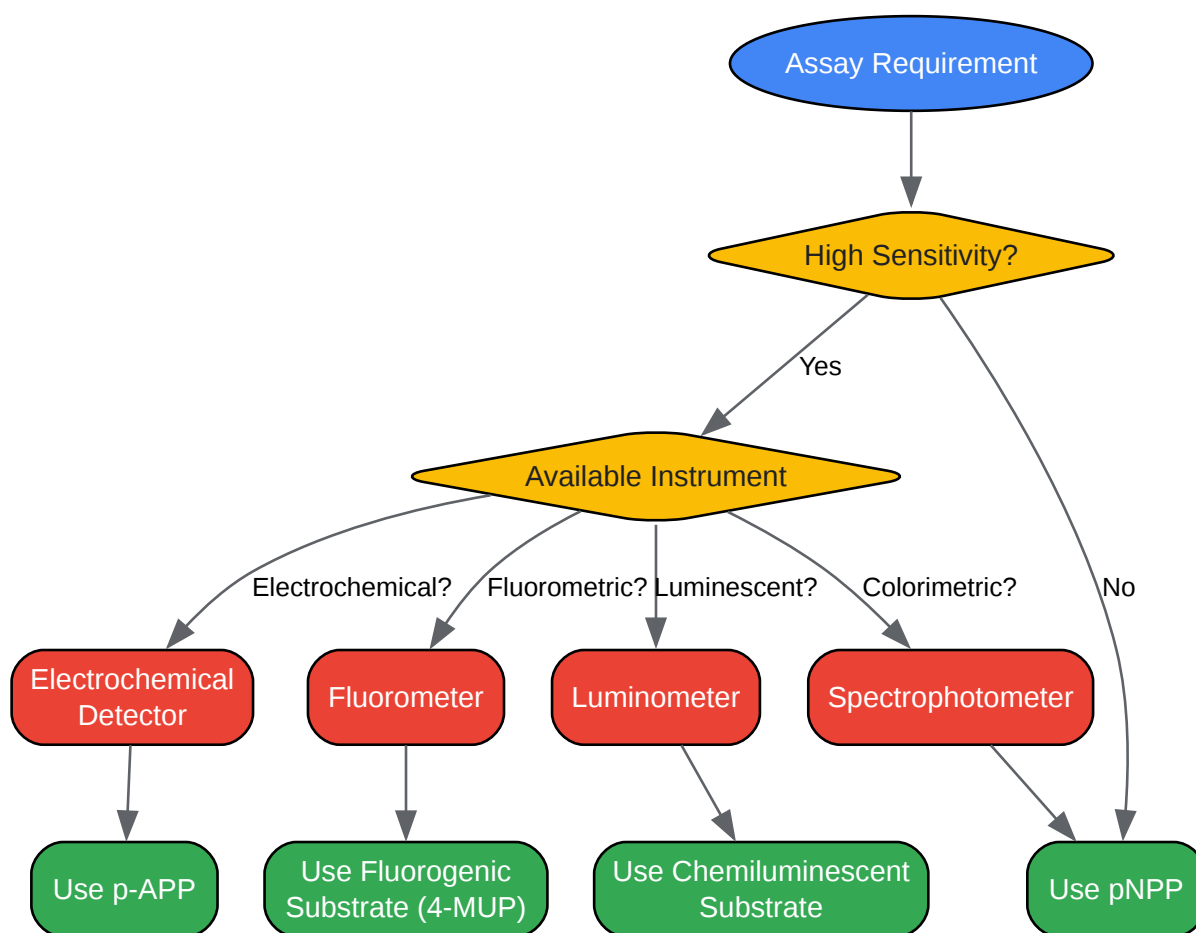 Assay Requirement
High Sensitivity?
Yes
Available Instrument
Electrochemical?
Fluorometric?
Luminescent?
Colorimetric?
No
Electrochemical
Detector
Fluorometer
Luminometer
Spectrophotometer
Use p-APP
Use Fluorogenic
Substrate (4-MUP)
Use Chemiluminescent
Substrate
Use pNPP